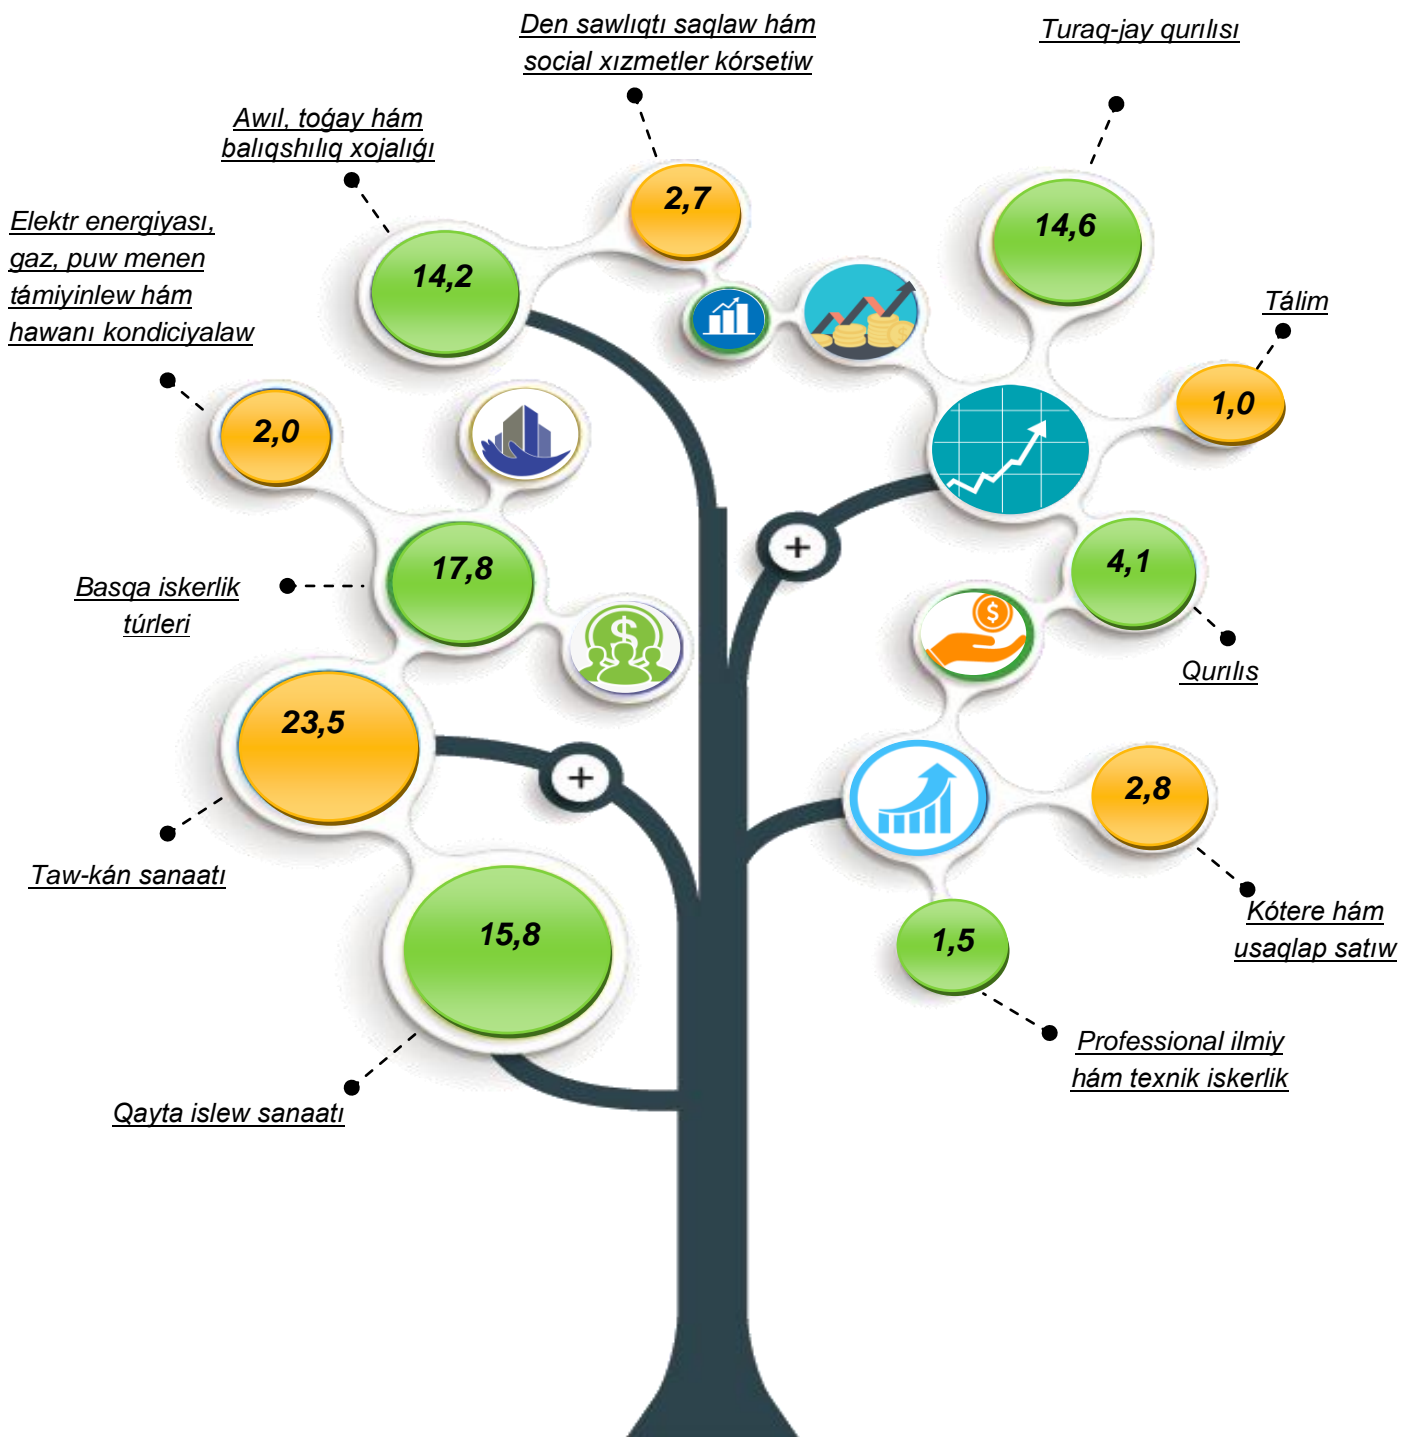 Den sawlıqtı saqlaw hám
social xızmetler kórsetiw
Turaq-jay qurılısı
Awıl, toǵay hám
balıqshılıq xojalıǵı
2,7
14,6
Elektr energiyası,
gaz, puw menen
támiyinlew hám
hawanı kondiciyalaw
14,2
Tálim
2,0
1,0
17,8
4,1
Basqa iskerlik
túrleri
Qurılıs
23,5
2,8
Taw-kán sanaatı
Kótere hám
usaqlap satıw
15,8
1,5
Professional ilmiy
hám texnik iskerlik
Qayta islew sanaatı